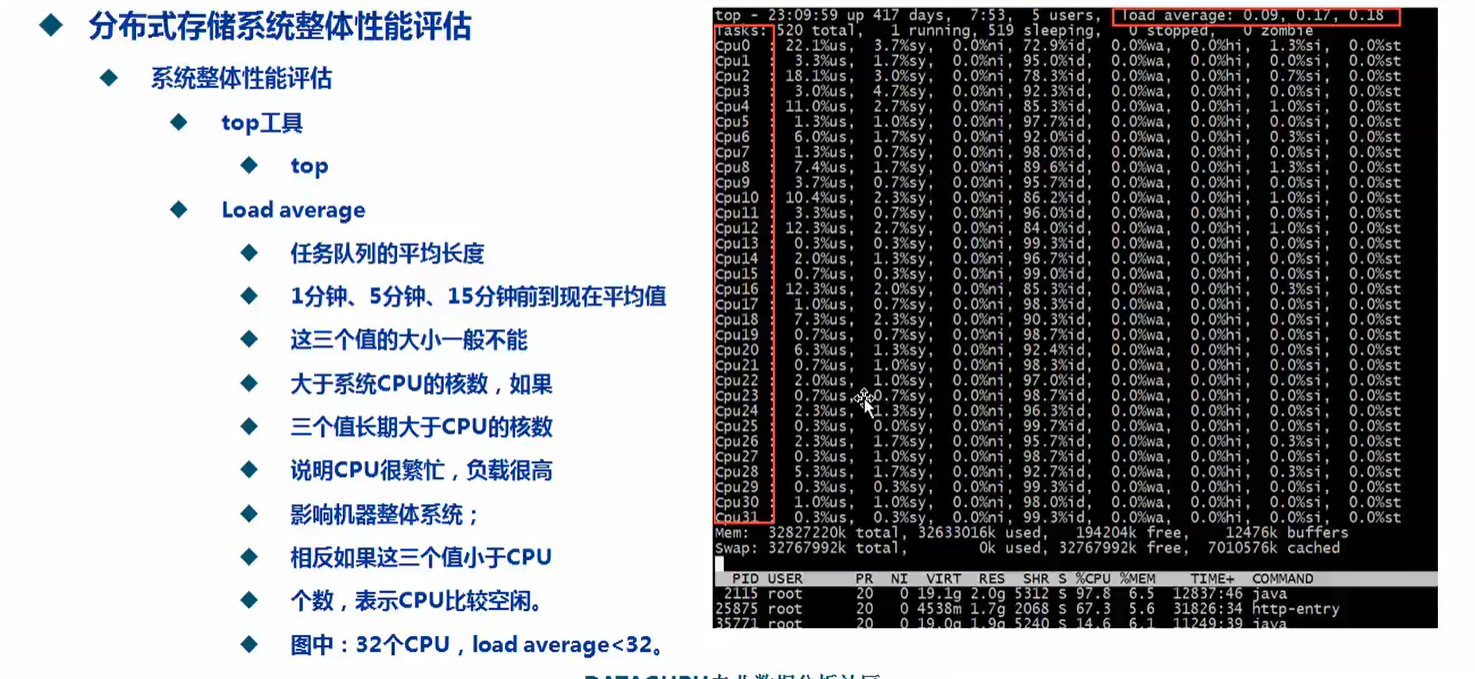 分布式存储系统整体性能评估
系统整体性能评估
top工具
top
Load average
任务队列的平均长度
1分钟、5分钟、15分钟前到现在平均值
这三个值的大小一般不能
大于系统CPU的核数，如果
三个值长期大于CPU的核数
说明CPU很繁忙，负载很高
影响机器整体系统；
相反如果这三个值小于CPU
个数，表示CPU比较空闲。
图中：32个CPU，load average<32。
top - 23:09:59 up 417 days,  7:53,  5 users,  load average: 0.09, 0.17, 0.18
Tasks: 520 total,   1 running, 519 sleeping,   0 stopped,   0 zombie
Cpu0  : 22.1%us,  3.7%sy,  0.0%ni, 72.9%id,  0.0%wa,  0.0%hi,  1.3%si,  0.0%st
Cpu1  :  3.3%us,  1.7%sy,  0.0%ni, 95.0%id,  0.0%wa,  0.0%hi,  0.0%si,  0.0%st
Cpu2  : 18.1%us,  3.0%sy,  0.0%ni, 78.3%id,  0.0%wa,  0.0%hi,  0.7%si,  0.0%st
Cpu3  :  3.0%us,  4.7%sy,  0.0%ni, 92.3%id,  0.0%wa,  0.0%hi,  0.0%si,  0.0%st
Cpu4  : 11.0%us,  2.7%sy,  0.0%ni, 85.3%id,  0.0%wa,  0.0%hi,  1.0%si,  0.0%st
Cpu5  :  1.3%us,  1.0%sy,  0.0%ni, 97.7%id,  0.0%wa,  0.0%hi,  0.0%si,  0.0%st
Cpu6  :  6.0%us,  1.7%sy,  0.0%ni, 92.0%id,  0.0%wa,  0.0%hi,  0.3%si,  0.0%st
Cpu7  :  1.3%us,  0.7%sy,  0.0%ni, 98.0%id,  0.0%wa,  0.0%hi,  0.0%si,  0.0%st
Cpu8  :  7.4%us,  1.7%sy,  0.0%ni, 89.6%id,  0.0%wa,  0.0%hi,  1.3%si,  0.0%st
Cpu9  :  3.7%us,  0.7%sy,  0.0%ni, 95.7%id,  0.0%wa,  0.0%hi,  0.0%si,  0.0%st
Cpu10 : 10.4%us,  2.3%sy,  0.0%ni, 86.2%id,  0.0%wa,  0.0%hi,  1.0%si,  0.0%st
Cpu11 :  3.3%us,  0.7%sy,  0.0%ni, 96.0%id,  0.0%wa,  0.0%hi,  0.0%si,  0.0%st
Cpu12 : 12.3%us,  2.7%sy,  0.0%ni, 84.0%id,  0.0%wa,  0.0%hi,  1.0%si,  0.0%st
Cpu13 :  0.3%us,  0.3%sy,  0.0%ni, 99.3%id,  0.0%wa,  0.0%hi,  0.0%si,  0.0%st
Cpu14 :  2.0%us,  1.3%sy,  0.0%ni, 96.7%id,  0.0%wa,  0.0%hi,  0.0%si,  0.0%st
Cpu15 :  0.7%us,  0.3%sy,  0.0%ni, 99.0%id,  0.0%wa,  0.0%hi,  0.0%si,  0.0%st
Cpu16 : 12.3%us,  2.0%sy,  0.0%ni, 85.3%id,  0.0%wa,  0.0%hi,  0.3%si,  0.0%st
Cpu17 :  1.0%us,  0.7%sy,  0.0%ni, 98.3%id,  0.0%wa,  0.0%hi,  0.0%si,  0.0%st
Cpu18 :  7.3%us,  2.3%sy,  0.0%ni, 90.3%id,  0.0%wa,  0.0%hi,  0.0%si,  0.0%st
Cpu19 :  0.7%us,  0.7%sy,  0.0%ni, 98.7%id,  0.0%wa,  0.0%hi,  0.0%si,  0.0%st
Cpu20 :  6.3%us,  1.3%sy,  0.0%ni, 92.4%id,  0.0%wa,  0.0%hi,  0.0%si,  0.0%st
Cpu21 :  0.7%us,  1.0%sy,  0.0%ni, 98.3%id,  0.0%wa,  0.0%hi,  0.0%si,  0.0%st
Cpu22 :  2.0%us,  1.0%sy,  0.0%ni, 97.0%id,  0.0%wa,  0.0%hi,  0.0%si,  0.0%st
Cpu23 :  0.7%us,  0.7%sy,  0.0%ni, 98.7%id,  0.0%wa,  0.0%hi,  0.0%si,  0.0%st
Cpu24 :  2.3%us,  1.3%sy,  0.0%ni, 96.3%id,  0.0%wa,  0.0%hi,  0.0%si,  0.0%st
Cpu25 :  0.3%us,  0.0%sy,  0.0%ni, 99.7%id,  0.0%wa,  0.0%hi,  0.0%si,  0.0%st
Cpu26 :  2.3%us,  1.7%sy,  0.0%ni, 95.7%id,  0.0%wa,  0.0%hi,  0.3%si,  0.0%st
Cpu27 :  0.3%us,  1.0%sy,  0.0%ni, 98.7%id,  0.0%wa,  0.0%hi,  0.0%si,  0.0%st
Cpu28 :  5.3%us,  1.7%sy,  0.0%ni, 92.7%id,  0.0%wa,  0.0%hi,  0.3%si,  0.0%st
Cpu29 :  0.3%us,  0.3%sy,  0.0%ni, 99.3%id,  0.0%wa,  0.0%hi,  0.0%si,  0.0%st
Cpu30 :  1.0%us,  1.0%sy,  0.0%ni, 98.0%id,  0.0%wa,  0.0%hi,  0.0%si,  0.0%st
Cpu31 :  0.3%us,  0.3%sy,  0.0%ni, 99.3%id,  0.0%wa,  0.0%hi,  0.0%si,  0.0%st
Mem:  32827220k total, 32633016k used,   194204k free,    12476k buffers
Swap: 32767992k total,        0k used, 32767992k free,  7010576k cached
PID USER      PR  NI  VIRT  RES  SHR S %CPU %MEM    TIME+  COMMAND
2115 root      20   0 19.1g 2.0g 5312 S 97.8  6.5  12837:46 java
25875 root      20   0 4538m 1.7g 2068 S 67.3  5.6  31826:34 http-entry
35771 root      20   0 19.0g 1.9g 5240 S 14.6  6.1  11249:39 java